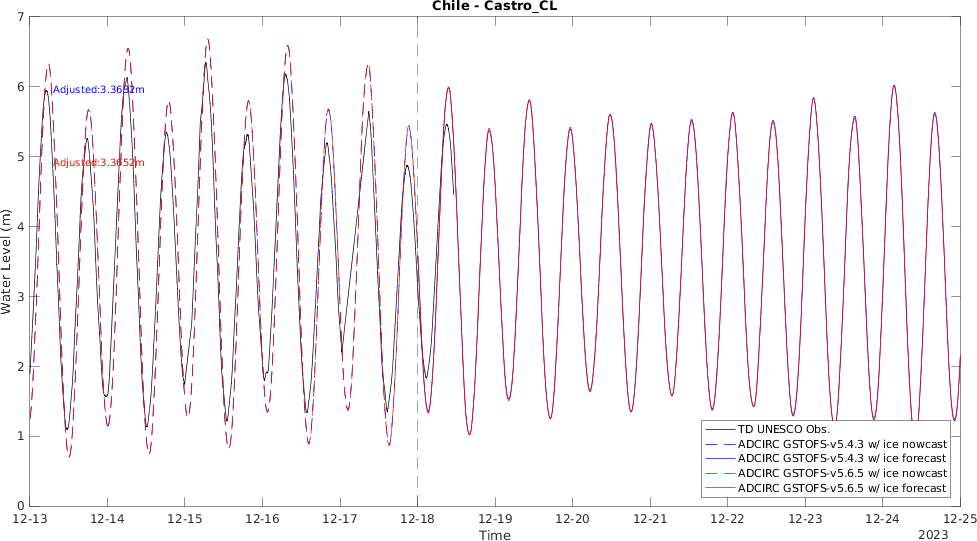 Chile - Castro_CL
Water Level (m)
7
6
5
4
3
2
1
0
Adjusted:3.3692m
Adjusted:3.3652m
TD UNESCO Obs.
ADCIRC GSTOFS-v5.4.3 w/ ice nowcast
ADCIRC GSTOFS-v5.4.3 w/ ice forecast
ADCIRC GSTOFS-v5.6.5 w/ ice nowcast
ADCIRC GSTOFS-v5.6.5 w/ ice forecast
12-13 12-14 12-15 12-16 12-17 12-18 12-19 12-20 12-21 12-22 12-23 12-24 12-25
Time
2023